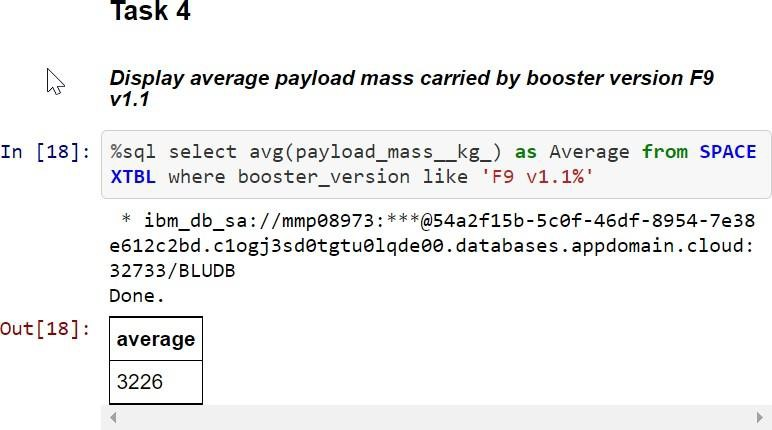 Task 4
Display average payload mass carried by booster version F9
v1.1
In [18]: %sql select avg(payload_mass__kg_) as Average from SPACE
XTBL where booster_version like 'F9 v1.1%'
* ibm_db_sa://mmp08973:***@54a2f15b-5c0f-46df-8954-7e38
e612c2bd.c1ogj3sd0tgtu0lqde00.databases.appdomain.cloud:
32733/BLUDB
Done.
Out[18]:
average
3226